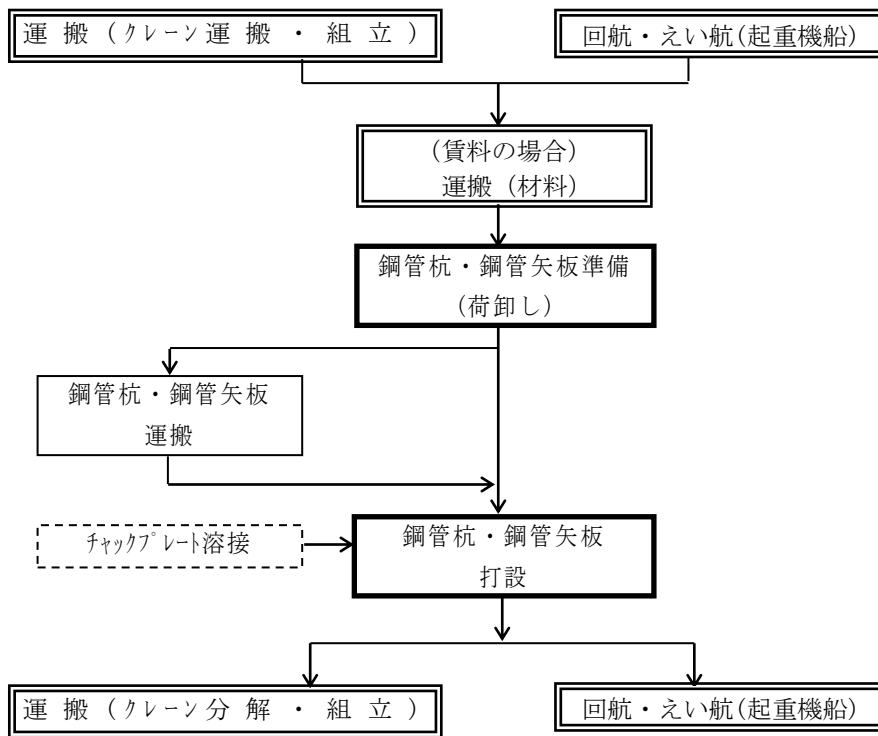 運 搬（ｸﾚｰﾝ 運 搬 ・ 組 立 ）
回航・えい航(起重機船)
(賃料の場合)
運搬（材料）
鋼管杭・鋼管矢板準備
(荷卸し)
鋼管杭・鋼管矢板
運搬
ﾁｬｯｸﾌﾟﾚｰﾄ溶接
鋼管杭・鋼管矢板
打設
運 搬（ｸﾚｰﾝ 分 解 ・ 組 立 ）
回航・えい航(起重機船)